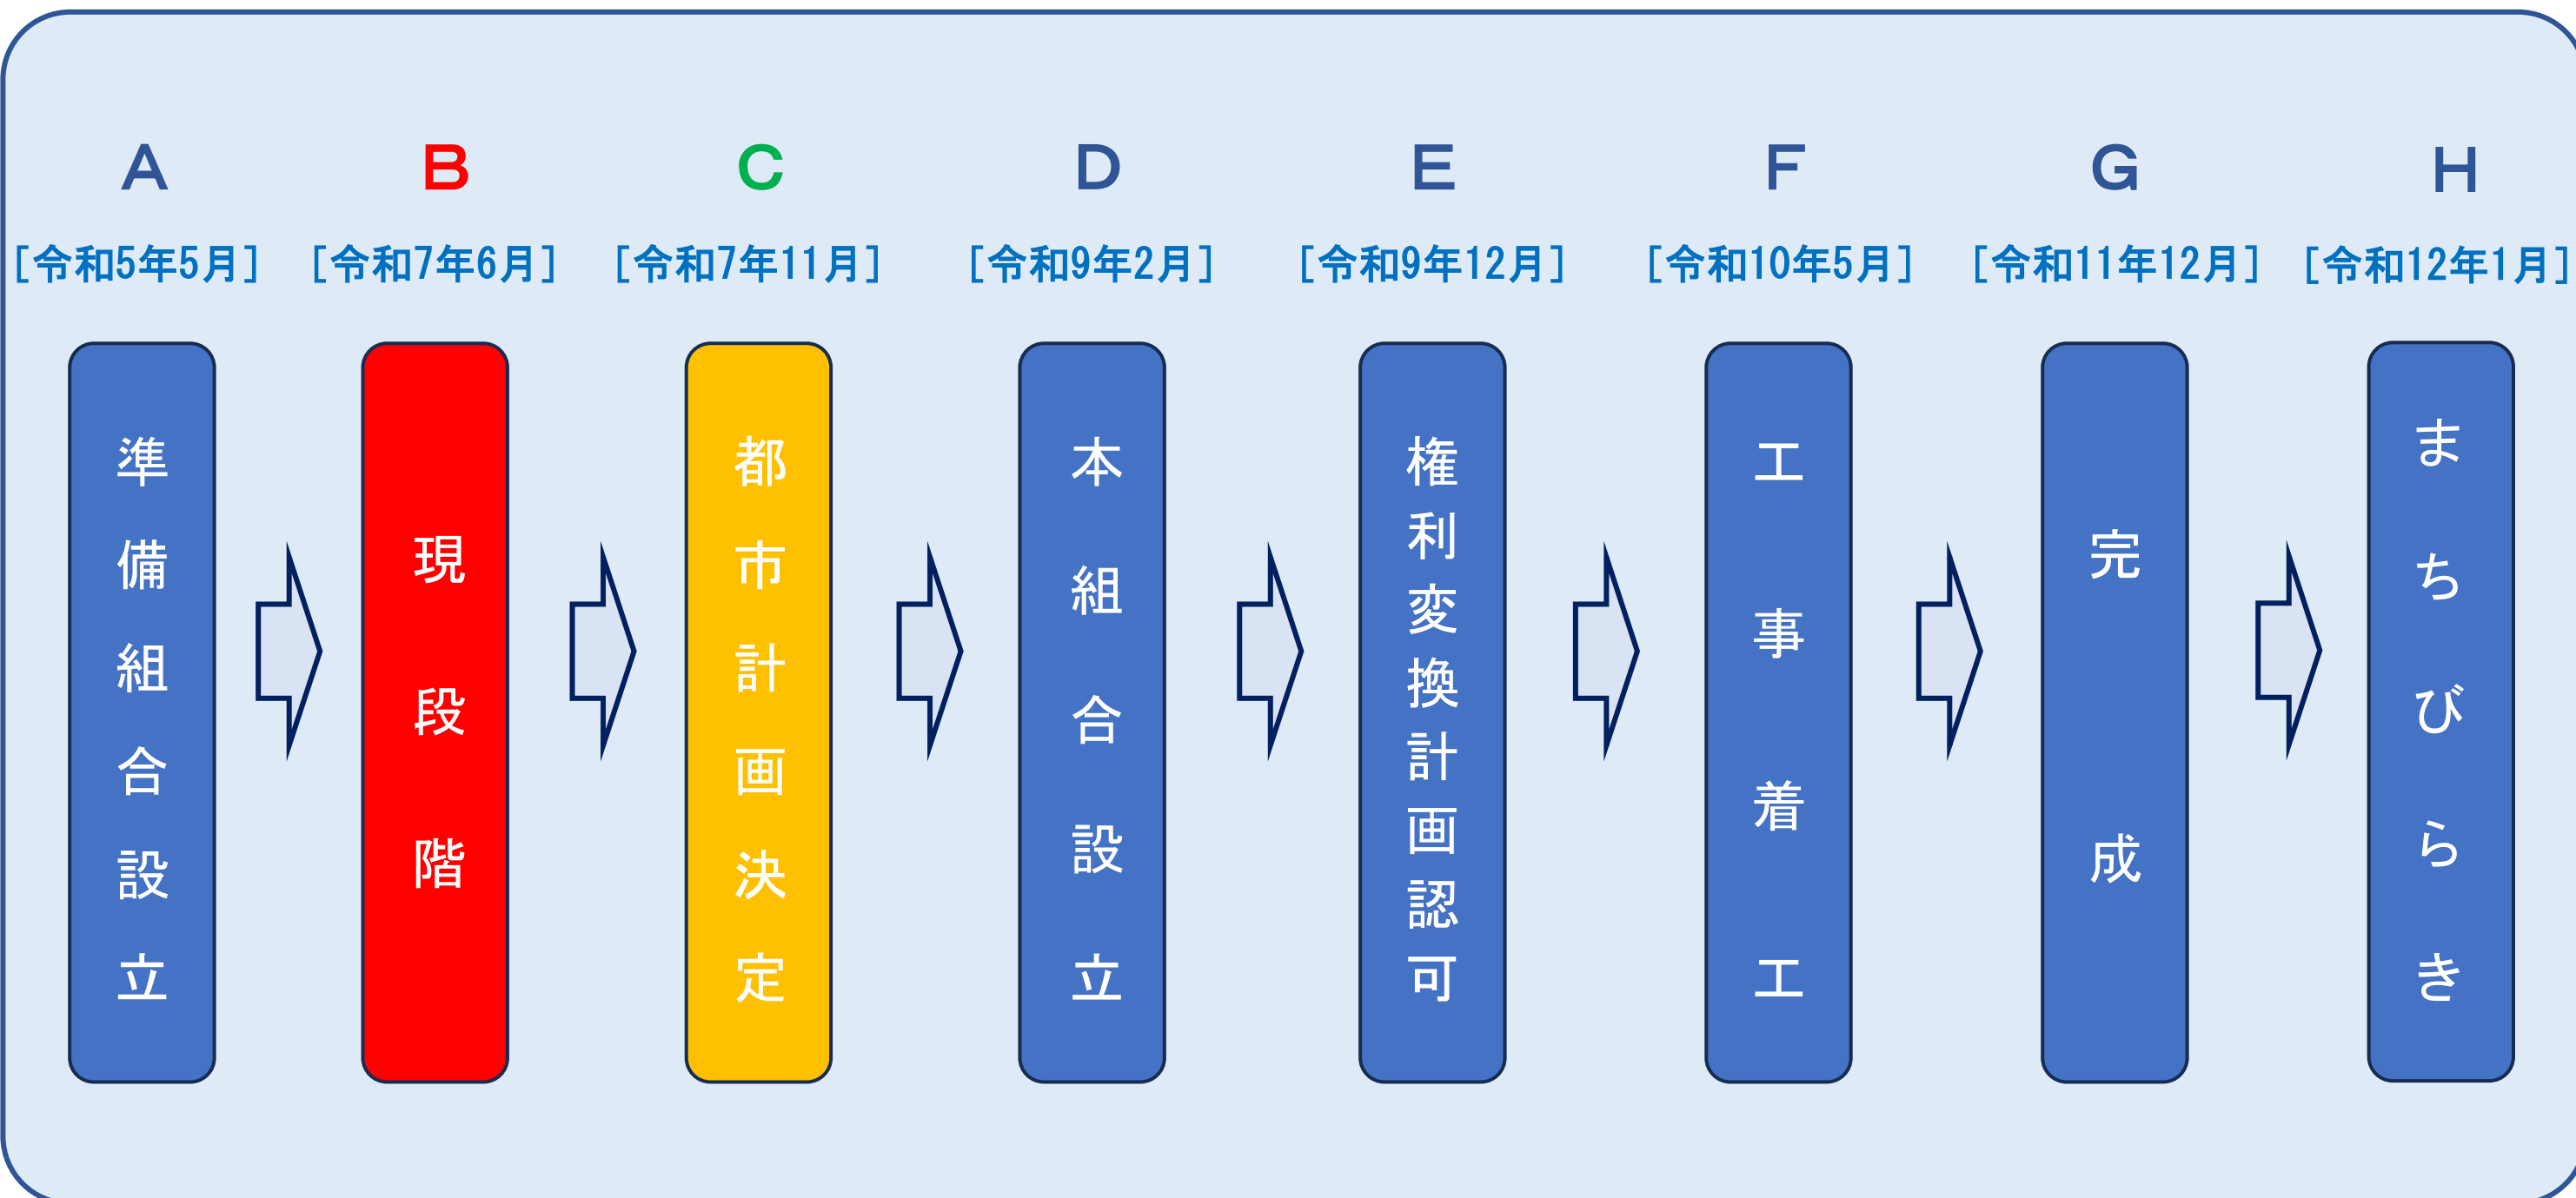 A
[令和5年5月]
準備組合設立
B
[令和7年6月]
現段階
C
[令和7年11月]
都市計画決定
D
[令和9年2月]
本組合設立
E
[令和9年12月]
権利変換計画認可
F
[令和10年5月]
工事着工
G
[令和11年12月]
完成
H
[令和12年1月]
まちびらき